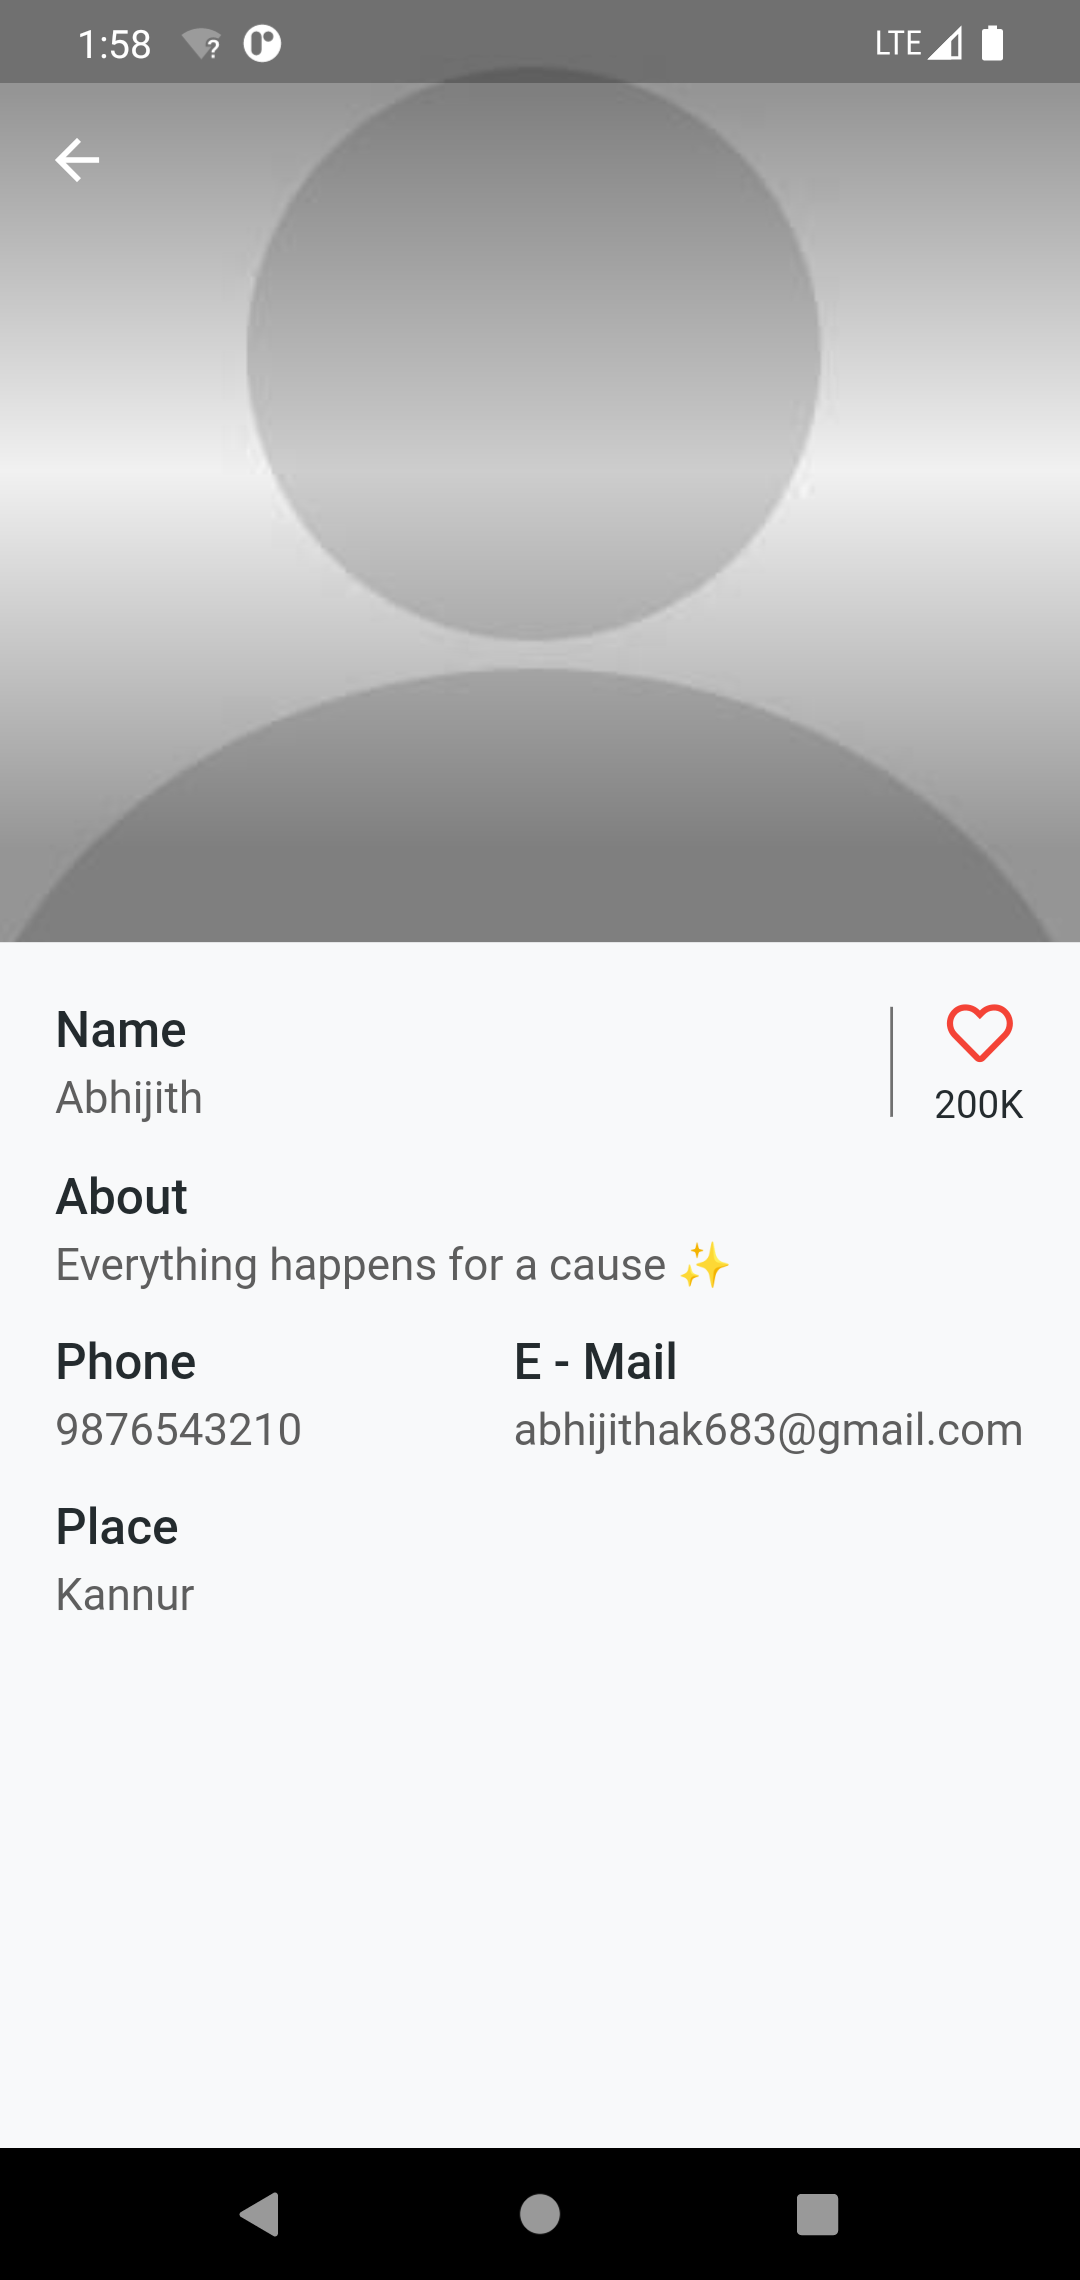 1:58
LTE
Name
Abhijith
200K
About
Everything happens for a cause ✨
Phone
9876543210
E - Mail
abhijithak683@gmail.com
Place
Kannur